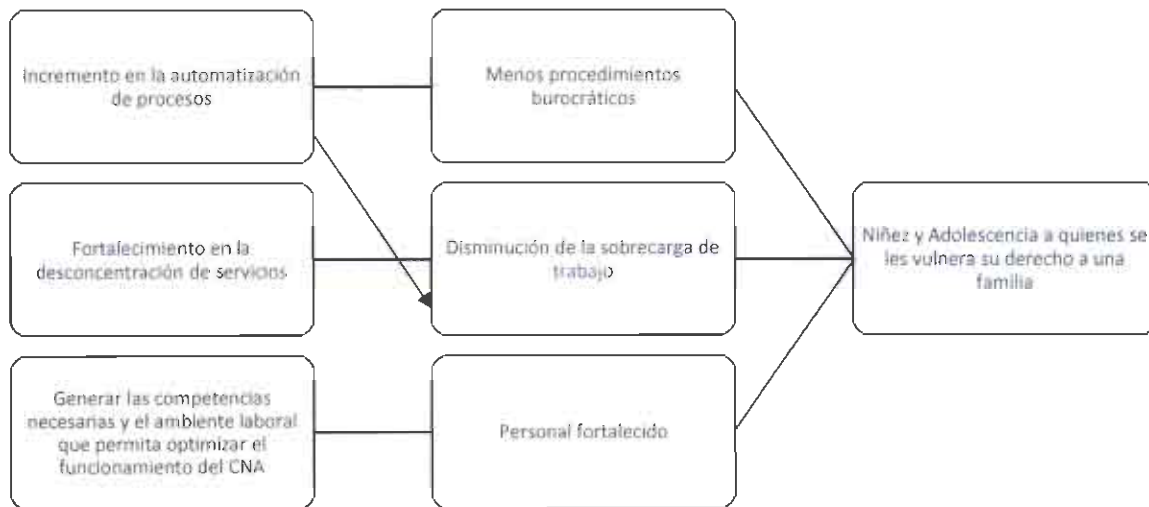 Incremento en la automatización
de procesos
Menos procedimientos
burocráticos
Fortalecimiento en la
desconcentración de servicios
Disminución de la sobrecarga de
trabajo
Niñez y Adolescencia a quienes se
les vulnera su derecho a una
familia
Generar las competencias
necesarias y el ambiente laboral
que permita optimizar el
funcionamiento del CNA
Personal fortalecido